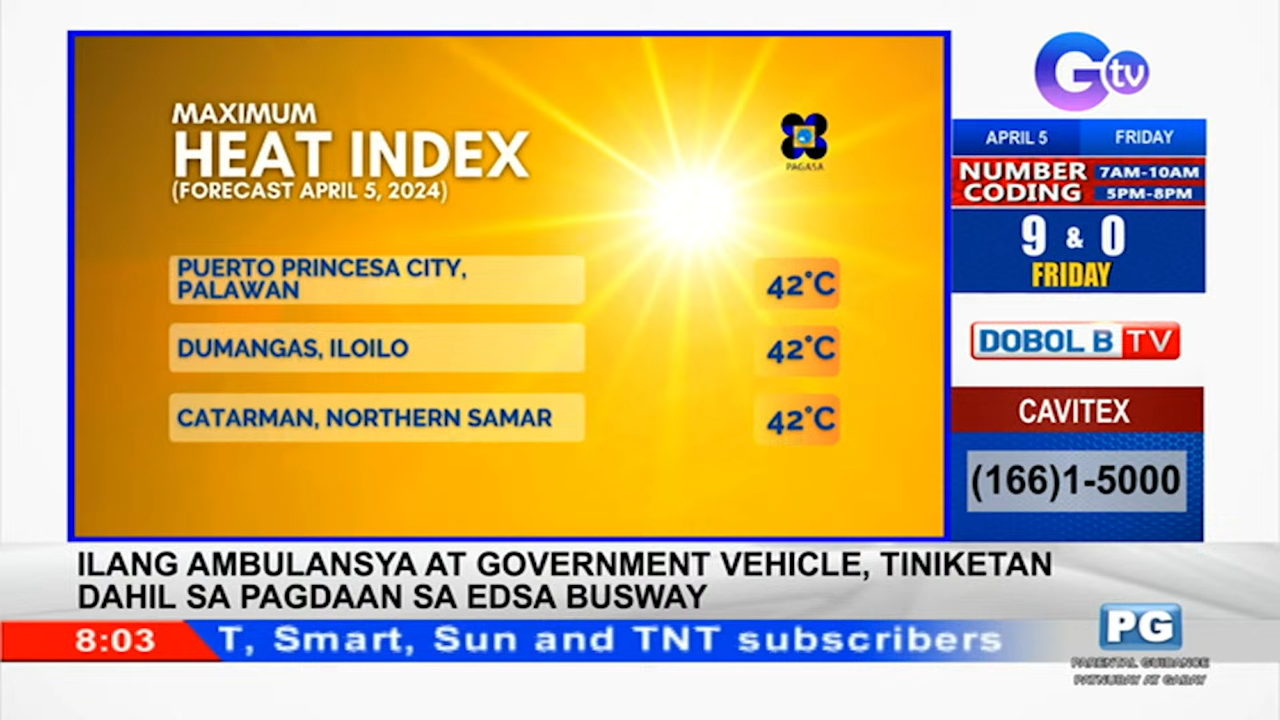 MAXIMUM
HEAT INDEX
(FORECAST APRIL 5, 2024)
PAGASA
PUERTO PRINCESA CITY,
PALAWAN
42°C
DUMANGAS, ILOILO
42°C
CATARMAN, NORTHERN SAMAR
42°C
Gtv
APRIL 5 FRIDAY
NUMBER CODING
7AM-10AM
5PM-8PM
9 & 0
FRIDAY
DOBOL B TV
CAVITEX
(166)1-5000
ILANG AMBULANSYA AT GOVERNMENT VEHICLE, TINIKETAN
DAHIL SA PAGDAAN SA EDSA BUSWAY
8:03
T, Smart, Sun and TNT subscribers
PG
PARENTAL GUIDANCE
PATNUBAY AT GABAY